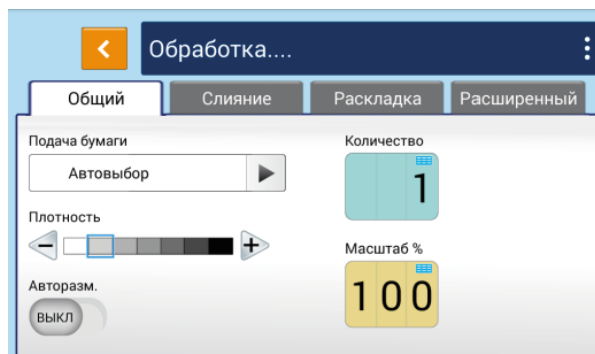 Обработка....
Общий
Слияние
Раскладка
Расширенный
Подача бумаги
Автовыбор
Количество
1
Плотность
Масштаб %
100
Авторазм.
ВЫКЛ